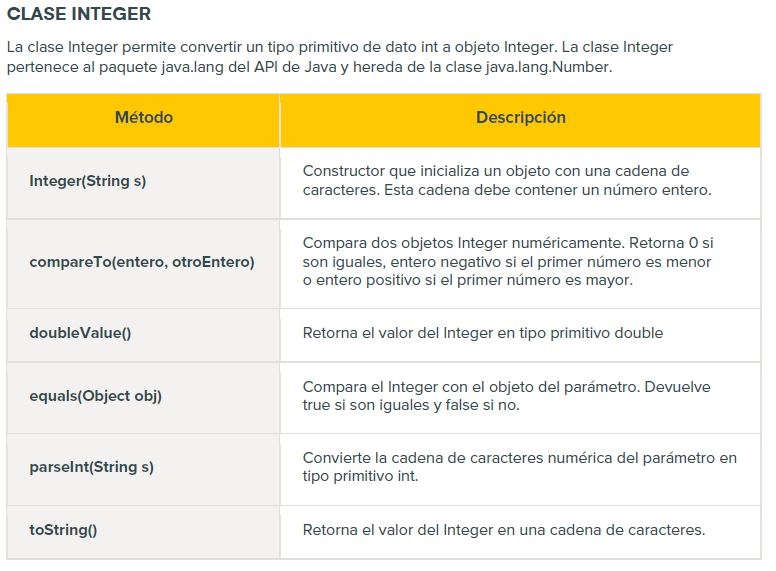 CLASE INTEGER
La clase Integer permite convertir un tipo primitivo de dato int a objeto Integer. La clase Integer
pertenece al paquete java.lang del API de Java y hereda de la clase java.lang.Number.
Método
Descripción
Integer(String s)
Constructor que inicializa un objeto con una cadena de
caracteres. Esta cadena debe contener un número entero.
compareTo(entero, otroEntero)
Compara dos objetos Integer numéricamente. Retorna 0 si
son iguales, entero negativo si el primer número es menor
o entero positivo si el primer número es mayor.
doubleValue()
Retorna el valor del Integer en tipo primitivo double
equals(Object obj)
Compara el Integer con el objeto del parámetro. Devuelve
true si son iguales y false si no.
parseInt(String s)
Convierte la cadena de caracteres numérica del parámetro en
tipo primitivo int.
toString()
Retorna el valor del Integer en una cadena de caracteres.